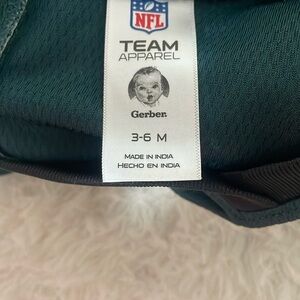 NFL
TEAM
APPAREL
Gerber.
3-6 M
MADE IN INDIA
HECHO EN INDIA